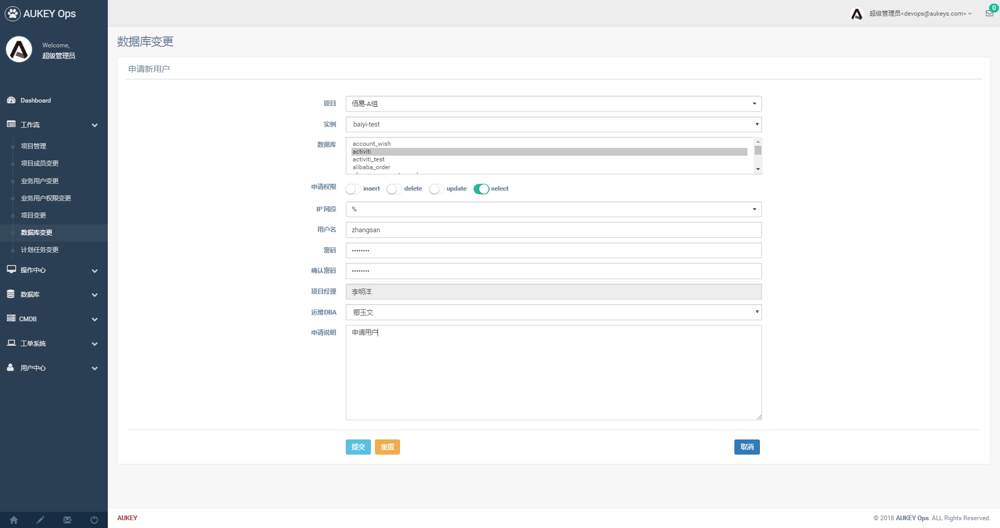 AUKEY Ops
Welcome,
超级管理员
Dashboard
工作流
项目管理
项目成员变更
业务用户变更
业务用户权限变更
项目变更
数据库变更
计划任务变更
操作中心
数据库
CMDB
工单系统
用户中心
超级管理员<devops@aukeys.com>
0
数据库变更
申请新用户
项目 佰易-A组
实例 baiyi-test
数据库 account_wish
activiti
activiti_test
alibaba_order
申请权限 insert delete update select
IP 网段 %
用户名 zhangsan
密码 ••••••••
确认密码 ••••••••
项目经理 李明洋
运维DBA 卿玉文
申请说明 申请用户
提交 重置 取消
AUKEY
© 2018 AUKEY Ops. ALL Rights Reserved.